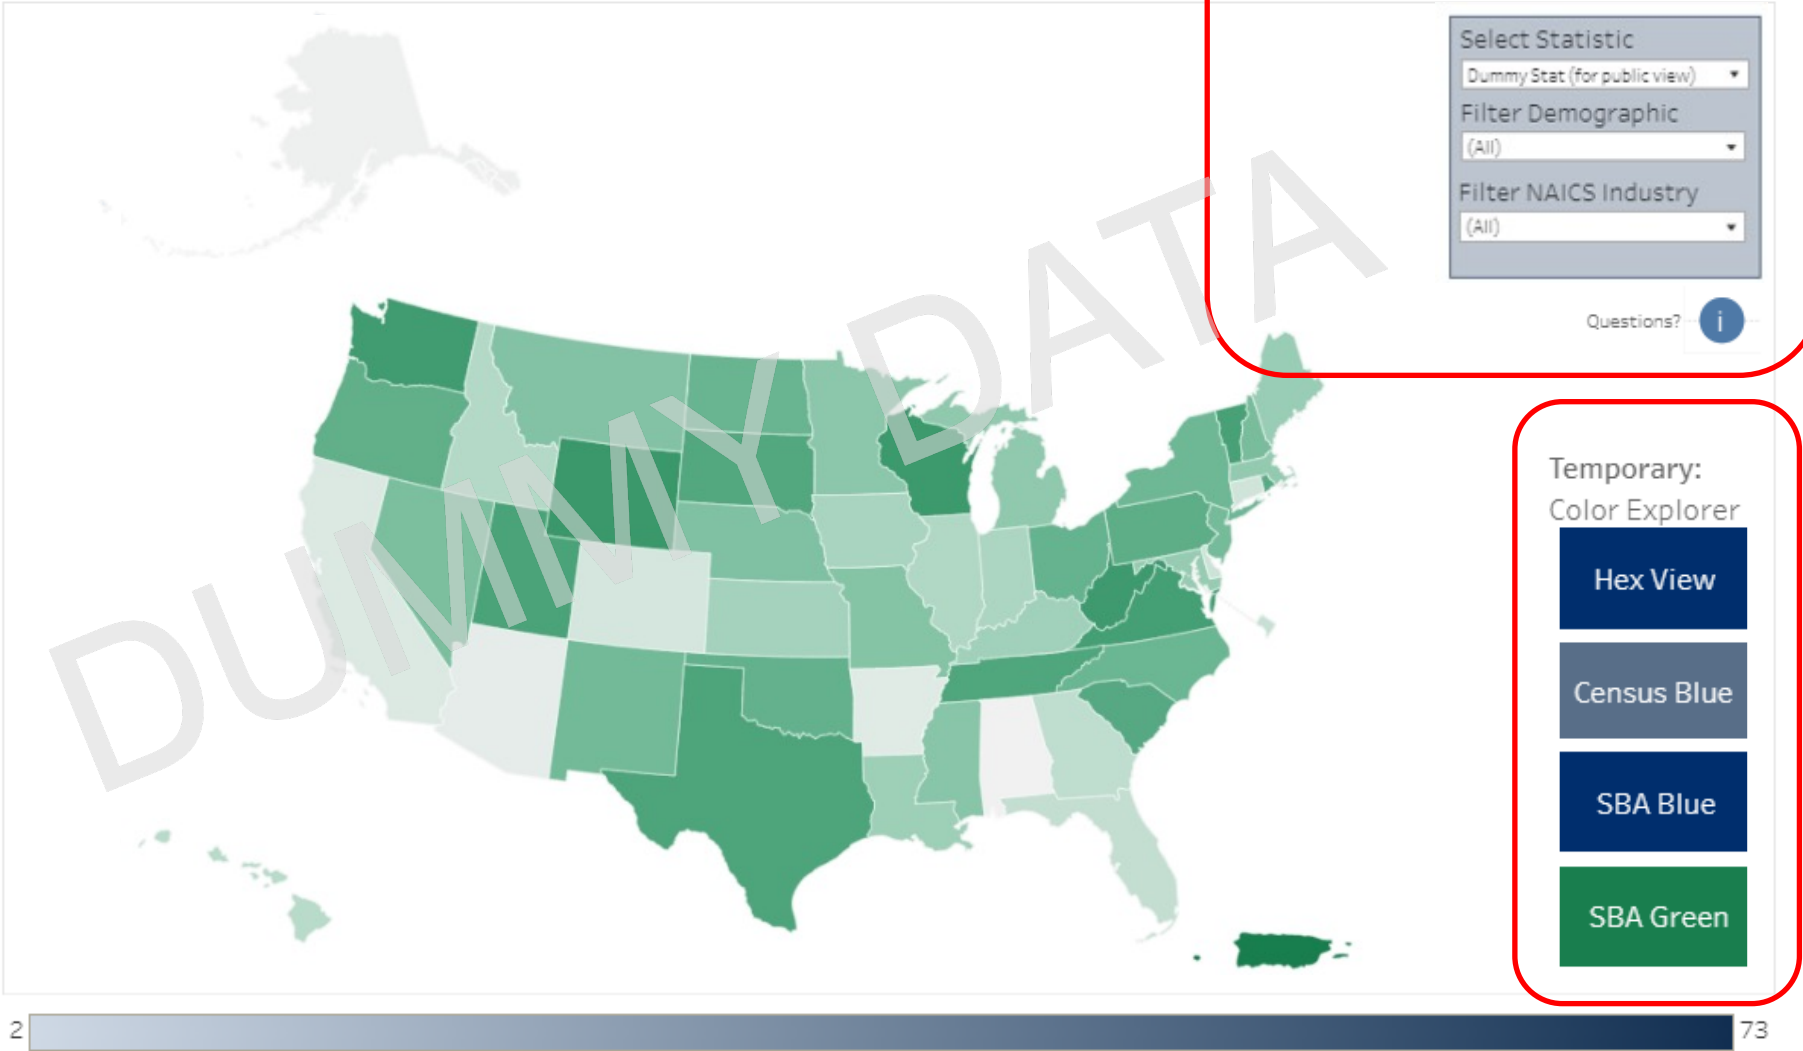 Select Statistic
Dummy Stat (for public view)
Filter Demographic
(All)
Filter NAICS Industry
(All)
Questions? i
DUMMY DATA
Temporary:
Color Explorer
Hex View
Census Blue
SBA Blue
SBA Green
2 73